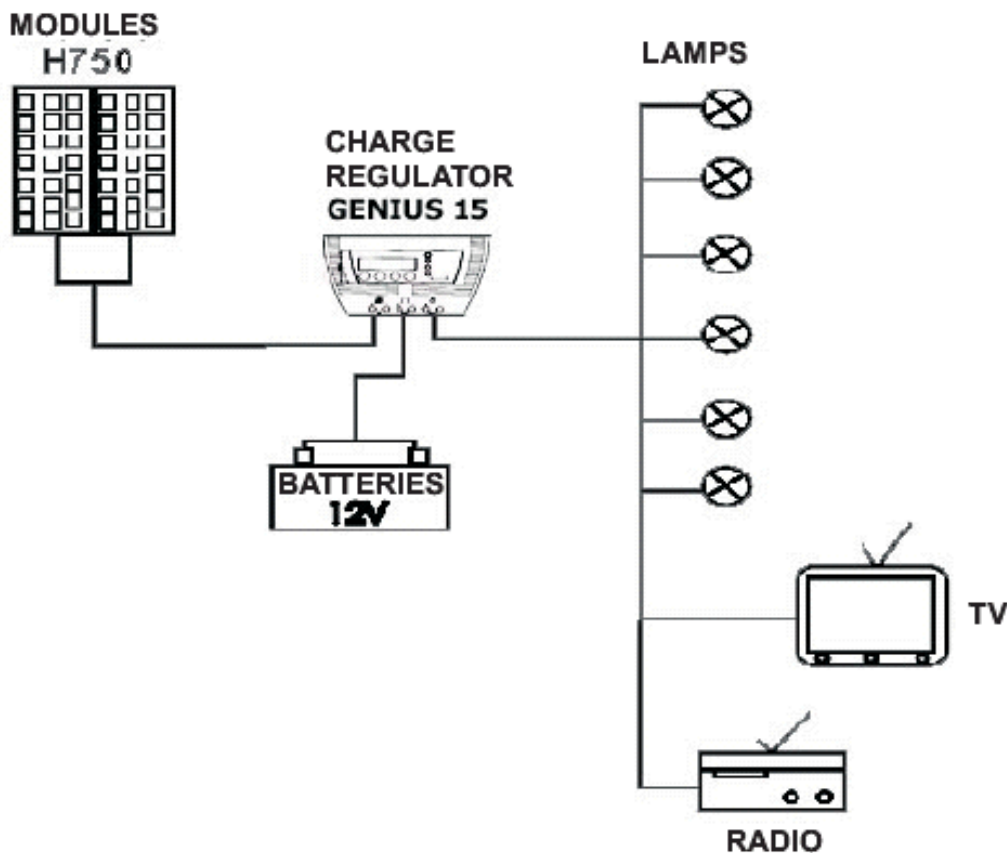 MODULES
H750
LAMPS
CHARGE
REGULATOR
GENIUS 15
BATTERIES
12V
TV
RADIO